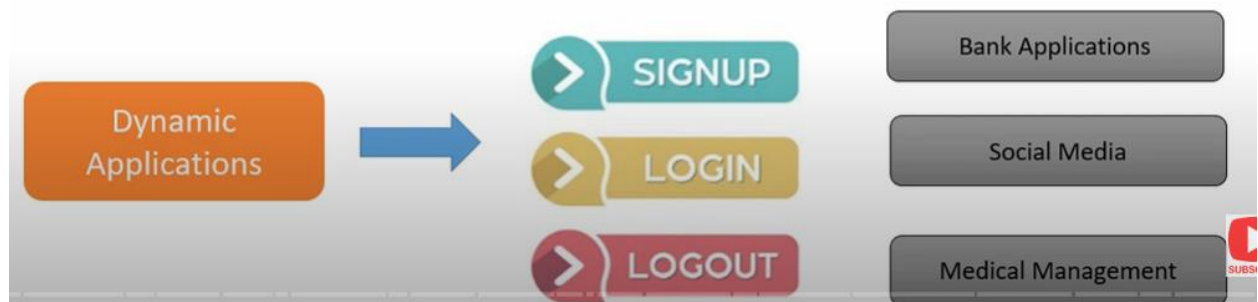 Dynamic
Applications
SIGNUP
LOGIN
LOGOUT
Bank Applications
Social Media
Medical Management